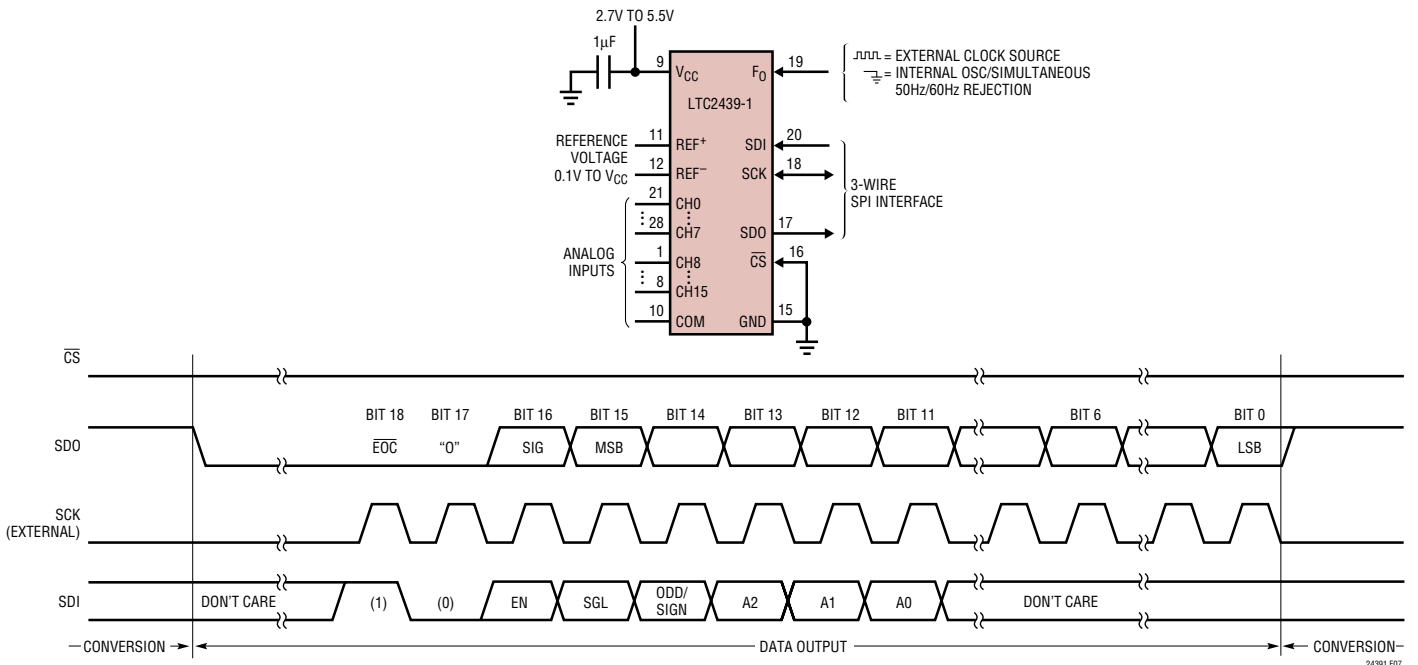 2.7V TO 5.5V
1µF
9
VCC
LTC2439-1
FO
19
= EXTERNAL CLOCK SOURCE
= INTERNAL OSC/SIMULTANEOUS
50Hz/60Hz REJECTION
REFERENCE
VOLTAGE
0.1V TO VCC
11
REF+
12
REF–
SDI
20
SCK
18
3-WIRE
SPI INTERFACE
ANALOG
INPUTS
21
CH0
28
CH7
1
CH8
8
CH15
10
COM
SDO
17
CS
16
GND
15
CS
BIT 18 BIT 17 BIT 16 BIT 15 BIT 14 BIT 13 BIT 12 BIT 11 BIT 6 BIT 0
SDO EOC “0” SIG MSB LSB
SCK
(EXTERNAL)
SDI DON’T CARE (1) (0) EN SGL ODD/
SIGN A2 A1 A0 DON’T CARE
CONVERSION DATA OUTPUT CONVERSION
24391 F07